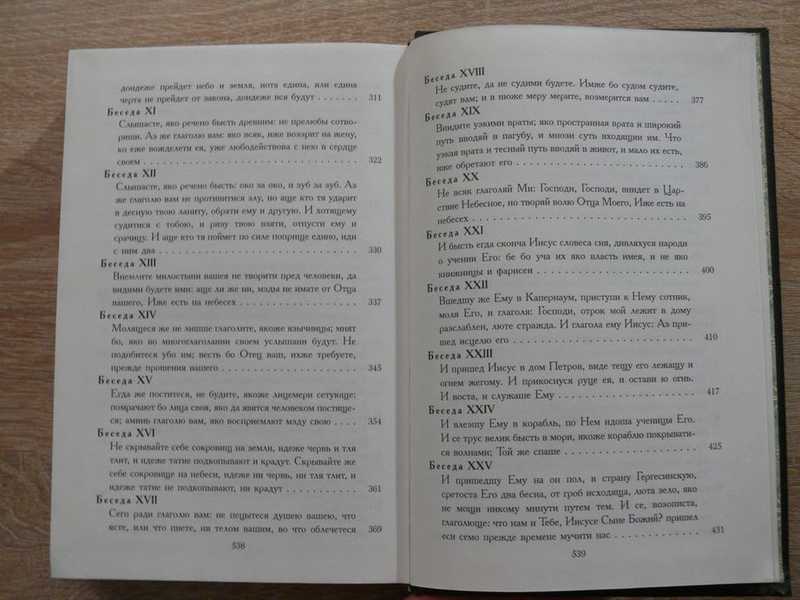 дондеже прейдет небо и земля, иота едина, или едина
черта не прейдет от закона, дондеже вся будут . . . . . . . 311
Беседа XI
Слышасте, яко речено бысть древним: не прелюбы сотво-
риши. Аз же глаголю вам: яко всяк, иже воззрит на жену,
ко еже вожделети ея, уже любодействова с нею в сердце
своем . . . . . . . 322
Беседа XII
Слышасте, яко речено бысть: око за око, и зуб за зуб. Аз
же глаголю вам не противитися злу, но аще кто тя ударит
в десную твою ланиту, обрати ему и другую. И хотящему
судитися с тобою, и ризу твою взяти, отпусти ему и
срачицу. И аще кто тя поймет по силе поприще едино, иди
с ним два . . . . . . . 330
Беседа XIII
Внемлите милостыни вашея не творити пред человеки, да
видими будете ими: аще ли же ни, мзды не имате от Отца
вашего, Иже есть на небесех . . . . . . . 337
Беседа XIV
Молящеся же не лишше глаголите, якоже язычницы; мнят
бо, яко во многоглаголании своем услышани будут. Не
подобитеся убо им; весть бо Отец ваш, ихже требуете,
прежде прошения вашего . . . . . . . 345
Беседа XV
Егда же поститеся, не будите, якоже лицемери сетующе:
помрачают бо лица своя, яко да явятся человеком постяще-
ся; аминь глаголю вам, яко восприемлют мзду свою . . . . 354
Беседа XVI
Не скрывайте себе сокровищ на земли, идеже червь и тля
тлит, и идеже татие подкопывают и крадут. Скрывайте же
себе сокровище на небеси, идеже ни червь, ни тля тлит, и
идеже татие не подкопывают, ни крадут . . . . . . . 361
Беседа XVII
Сего ради глаголю вам: не пецытеся душею вашею, что
ясте, или что пиете, ни телом вашим, во что облечетеся 369
538
Беседа XVIII
Не судите, да не судими будете. Имже бо судом судите,
судят вам; и в нюже меру мерите, возмерится вам . . . . . 377
Беседа XIX
Внидите узкими враты; яко пространная врата и широкий
путь вводяй в пагубу, и мнози суть входящии им. Что
узкая врата и тесный путь вводяй в живот, и мало их есть,
иже обретают его . . . . . . . 386
Беседа XX
Не всяк глаголяй Ми: Господи, Господи, внидет в Цар-
ствие Небесное, но творяй волю Отца Моего, Иже есть на
небесех . . . . . . . 395
Беседа XXI
И бысть егда сконча Иисус словеса сия, дивляхуся народи
о учении Его: бе бо уча их яко власть имея, и не яко
книжницы и фарисеи . . . . . . . 400
Беседа XXII
Вшедшу же Ему в Капернаум, приступи к Нему сотник,
моля Его, и глаголя: Господи, отрок мой лежит в дому
разслаблен, люте стражда. И глагола ему Иисус: Аз при-
шед исцелю его . . . . . . . 410
Беседа XXIII
И пришед Иисус в дом Петров, виде тещу его лежащу и
огнем жегому. И прикоснуся руце ея, и остави ю огнь.
И воста, и служаше Ему . . . . . . . 417
Беседа XXIV
И влезшу Ему в корабль, по Нем идоша ученицы Его.
И се трус велик бысть в мори, якоже кораблю покрывати-
ся волнами; Той же спаше . . . . . . . 425
Беседа XXV
И пришедшу Ему на он пол, в страну Гергесинскую,
сретоста Его два бесна, от гроб исходяща, люта зело, яко
не мощи никому минути путем тем. И се, возописта,
глаголюще: что нам и Тебе, Иисусе Сыне Божий? пришел
еси семо прежде времене мучити нас . . . . . . . 431
539